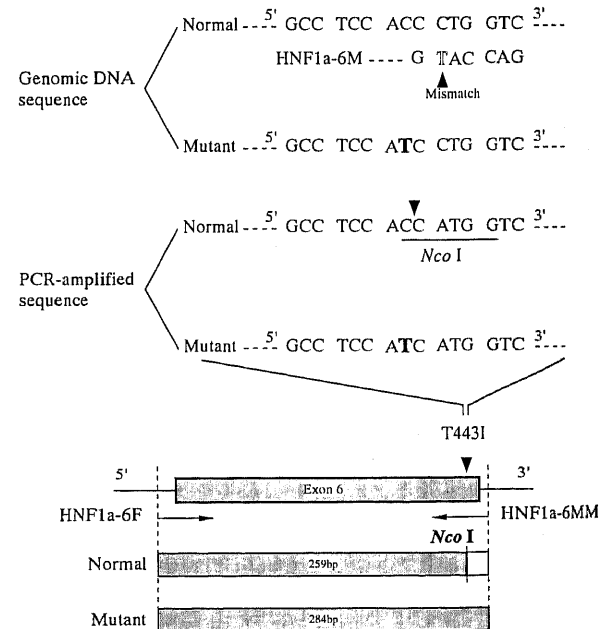 Normal ---- 5' GCC TCC ACC CTG GTC 3' ----
HNF1a-6M ---- G TAC CAG
Mismatch
Genomic DNA
sequence
Mutant ---- 5' GCC TCC ATC CTG GTC 3' ----
Normal ---- 5' GCC TCC ACC ATG GTC 3' ----
Nco I
PCR-amplified
sequence
Mutant ---- 5' GCC TCC ATC ATG GTC 3' ----
T443I
5' 3'
Exon 6
HNF1a-6F HNF1a-6MM
Nco I
Normal 259bp
Mutant 284bp